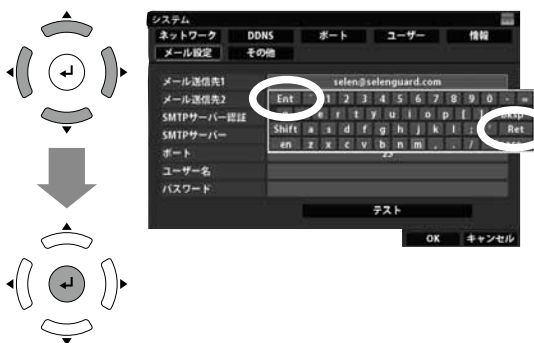 システム
ネットワーク DDNS ポート ユーザー 情報
メール設定 その他
メール送信先1 selen@selenguard.com
メール送信先2
Ent 1 2 3 4 5 6 7 8 9 0 - =
e r t y u i o p [ ]
SMTPサーバー認証
Shift a s d f g h j k l ; Ret
SMTPサーバー
en z x c v b n m , . /
ポート 25
ユーザー名
パスワード
テスト
OK キャンセル